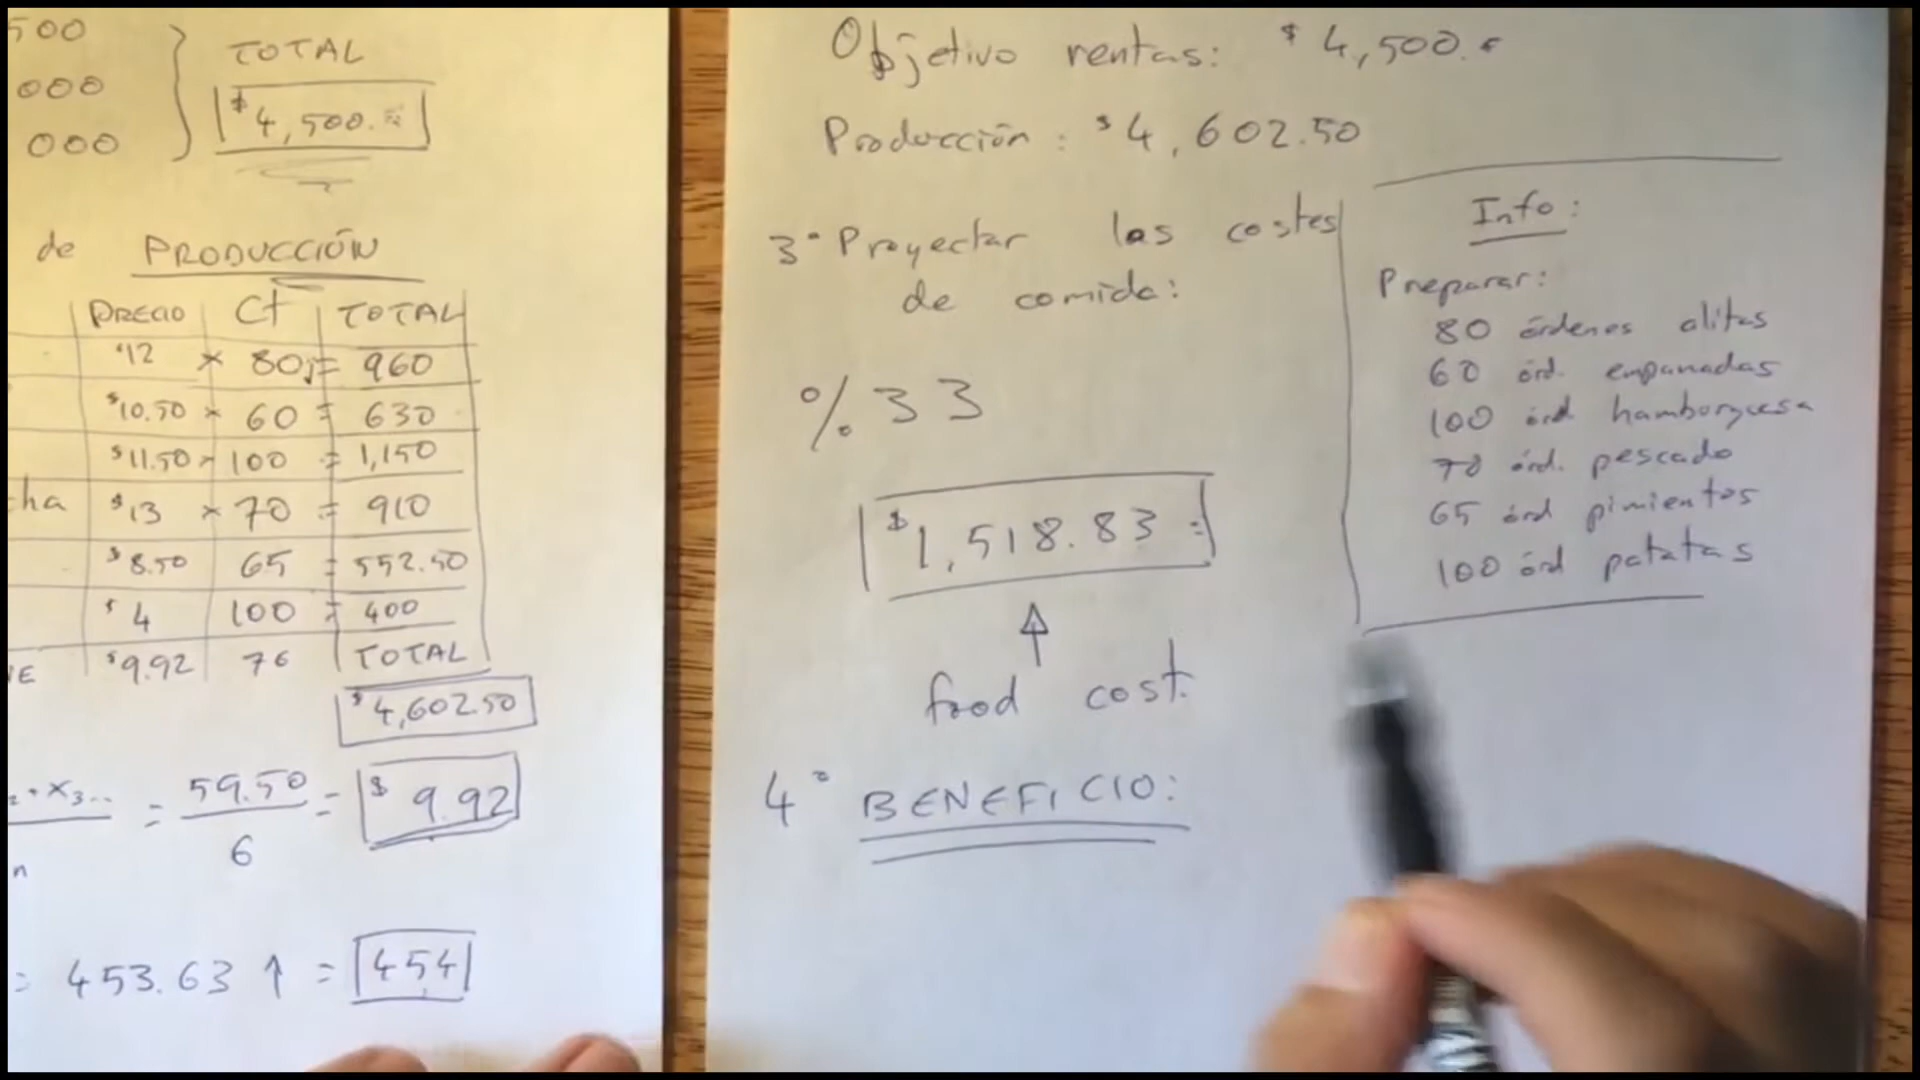 500
000
000
TOTAL
$4,500.
de PRODUCCIÓN
PRECIO Ct TOTAL
$12 × 80 = 960
$10.50 × 60 = 630
$11.50 × 100 = 1,150
cha $13 × 70 = 910
$8.50 65 = 552.50
$4 100 = 400
$9.92 76 TOTAL
$4,602.50
+ X3... = 59.50 = $9.92
n 6
= 453.63 ↑ = 454
Objetivo rentas: $4,500.
Producción: $4,602.50
3º Proyectar los costes
de comida:
% 33
$1,518.83 =
food cost.
4º BENEFICIO:
Info:
Preparar:
80 órdenes alitas
60 órd. empanadas
100 órd hamburguesa
70 órd. pescado
65 órd pimientos
100 órd patatas